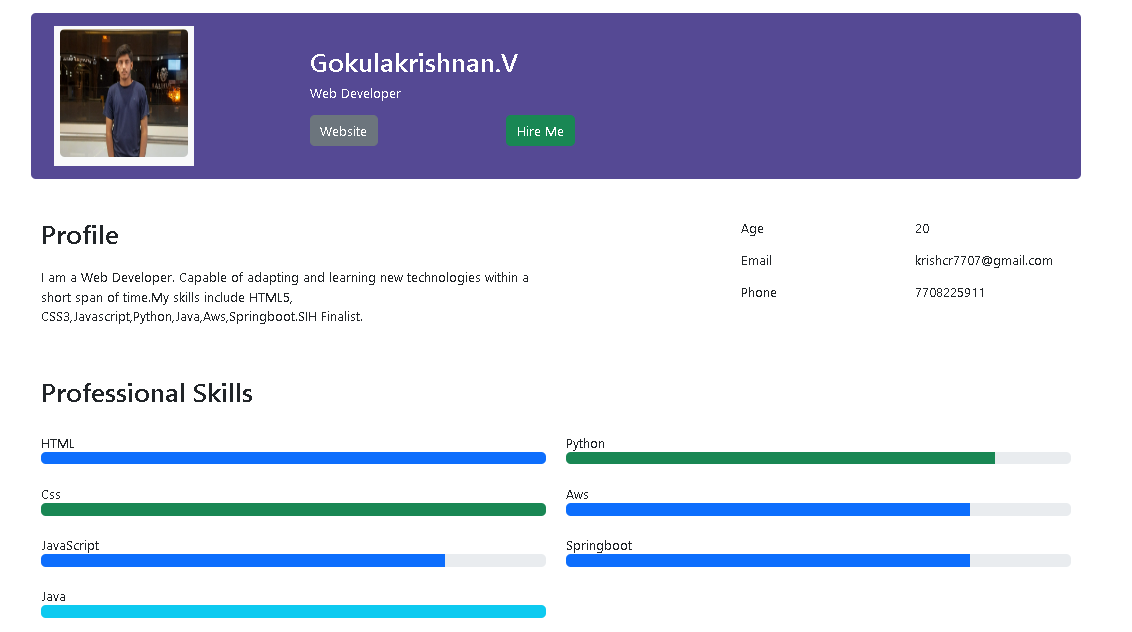 Gokulakrishnan.V
Web Developer
Website
Hire Me
Profile
I am a Web Developer. Capable of adapting and learning new technologies within a
short span of time.My skills include HTML5,
CSS3,Javascript,Python,Java,Aws,Springboot.SIH Finalist.
Age 20
Email krishcr7707@gmail.com
Phone 7708225911
Professional Skills
HTML
Css
JavaScript
Java
Python
Aws
Springboot